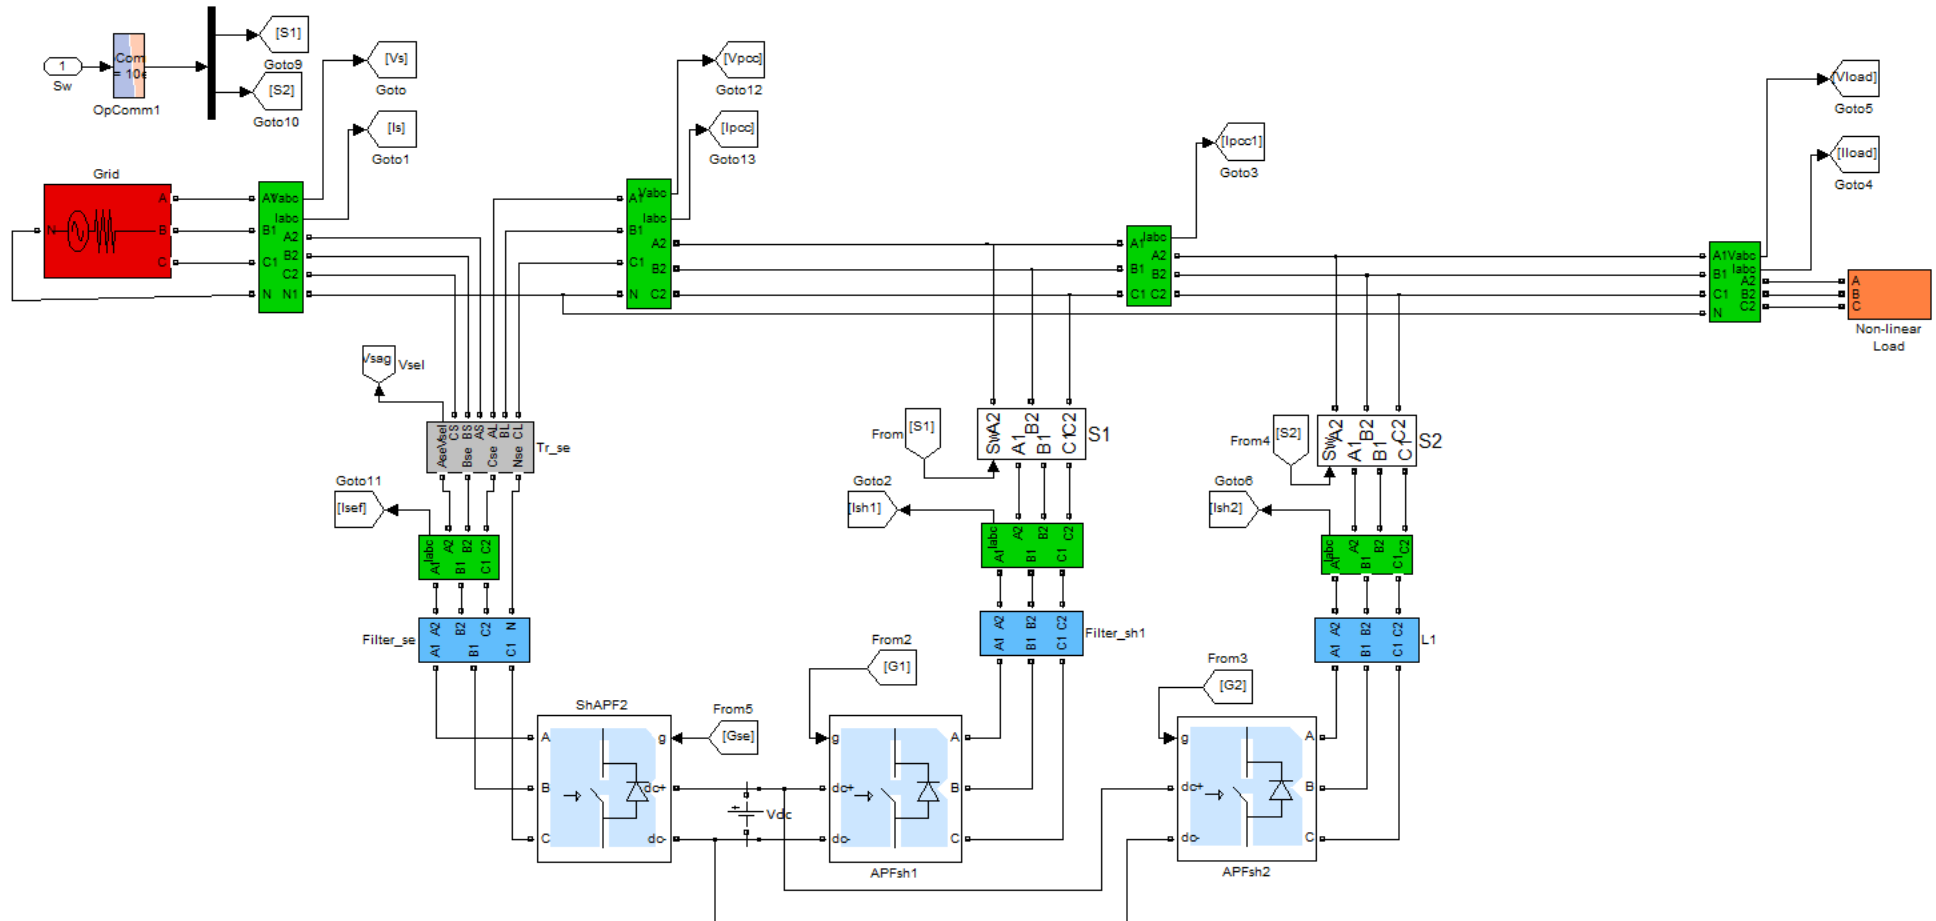 [S1]
Goto9
1
Sw
Com
= 10e
OpComm1
[S2]
Goto10
[Vs]
Goto
[Is]
Goto1
[Vpcc]
Goto12
[Ipcc]
Goto13
[Ipcc1]
Goto3
[Vload]
Goto5
[Iload]
Goto4
Grid
N
A
B
C
A1 Vabc
Iabc
B1
A2
B2
C1
C2
N N1
A1 Vabc
Iabc
B1
A2
C1
B2
N C2
A1 Iabc
A2
B1
B2
C1 C2
A1 Vabc
Iabc
B1
A2
C1
B2
C2
N
A
B
C
Non-linear
Load
Vsag
Vsel
Vsel CS BS AS AL BL CL
Ase Bse Cse Nse
Tr_se
From
[S1]
Sw A2 B2 C2
A1 B1 C1
S1
From4
[S2]
Sw A2 B2 C2
A1 B1 C1
S2
Goto11
[Isef]
Iabc A2 B2 C2
A1 B1 C1
Goto2
[Ish1]
Iabc A2 B2 C2
A1 B1 C1
Goto6
[Ish2]
Iabc A2 B2 C2
A1 B1 C1
Filter_se
A2 B2 C2 N
A1 B1 C1
Filter_sh1
A2 B2 C2
A1 B1 C1
L1
A2 B2 C2
A1 B1 C1
From2
[G1]
From3
[G2]
ShAPF2
From5
[Gse]
A g
B dc+
C dc-
Vdc
g A
dc+ B
dc- C
APFsh1
g A
dc+ B
dc- C
APFsh2